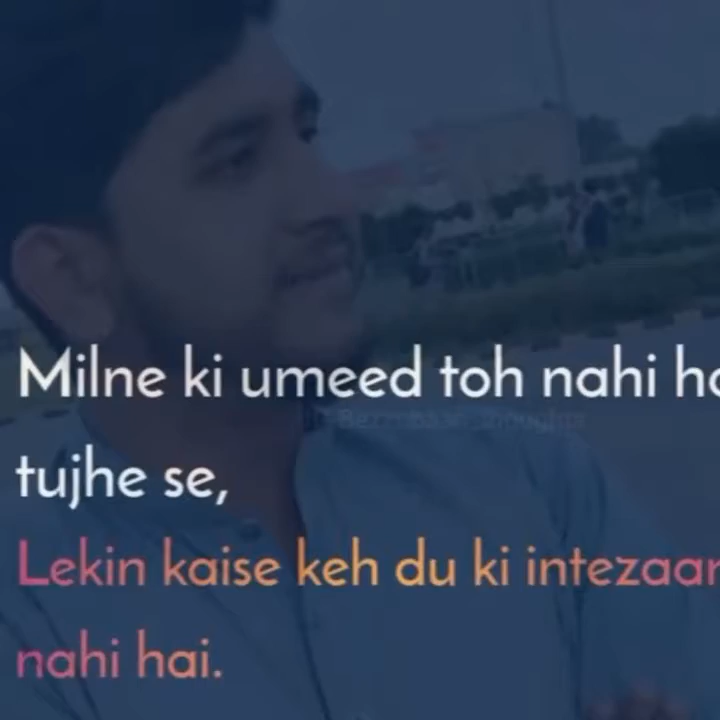 Milne ki umeed toh nahi
tujhe se,
Lekin kaise keh du ki intezaar
nahi hai.